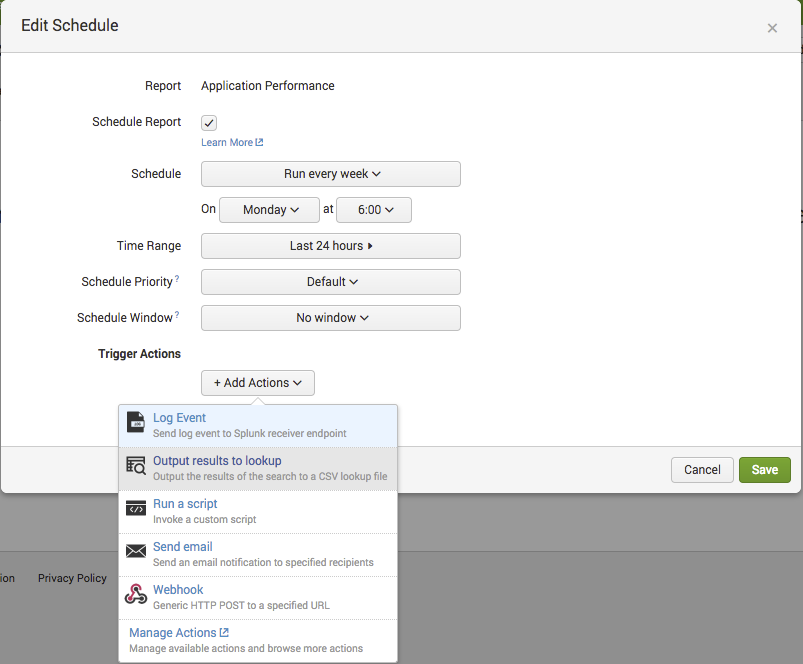 Edit Schedule
×
Report Application Performance
Schedule Report
Learn More
Schedule Run every week
On Monday at 6:00
Time Range Last 24 hours
Schedule Priority ? Default
Schedule Window ? No window
Trigger Actions
+ Add Actions
Log Event
Send log event to Splunk receiver endpoint
Output results to lookup
Output the results of the search to a CSV lookup file
Cancel Save
Run a script
Invoke a custom script
Send email
Send an email notification to specified recipients
ion Privacy Policy
Webhook
Generic HTTP POST to a specified URL
Manage Actions
Manage available actions and browse more actions